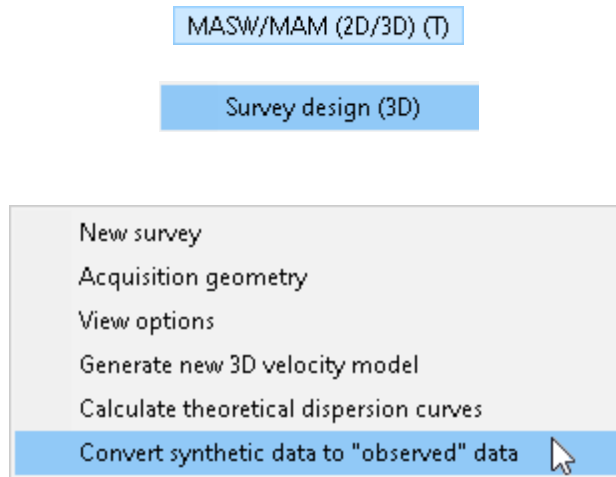 MASW/MAM (2D/3D) (T)
Survey design (3D)
New survey
Acquisition geometry
View options
Generate new 3D velocity model
Calculate theoretical dispersion curves
Convert synthetic data to "observed" data